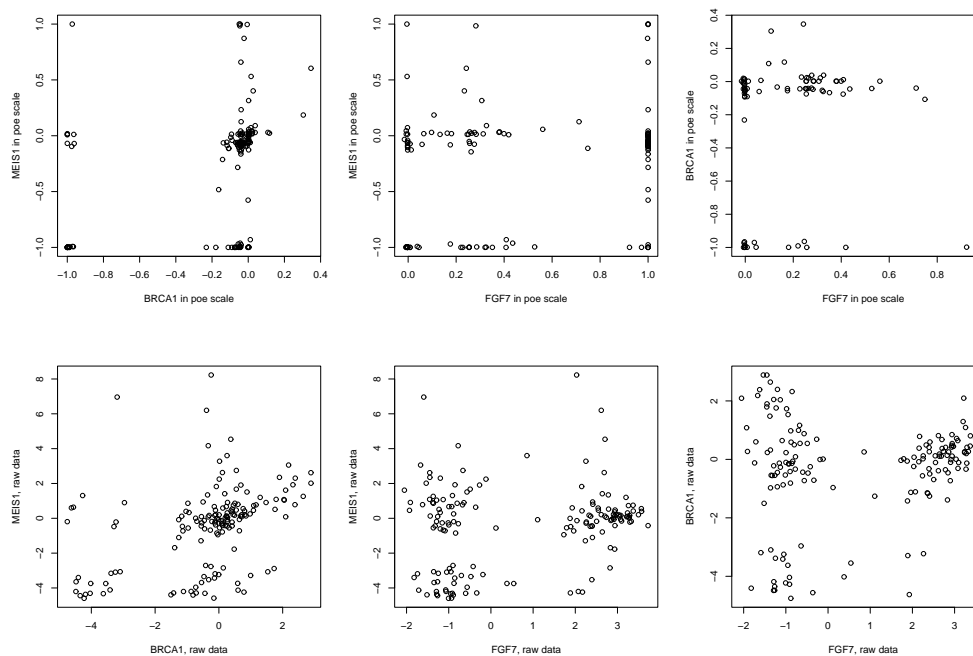 MEIS1 in poe scale
1.0
0.5
0.0
−0.5
−1.0
−1.0 −0.8 −0.6 −0.4 −0.2 0.0 0.2 0.4
BRCA1 in poe scale
MEIS1 in poe scale
1.0
0.5
0.0
−0.5
−1.0
0.0 0.2 0.4 0.6 0.8 1.0
FGF7 in poe scale
BRCA1 in poe scale
0.4
0.2
0.0
−0.2
−0.4
−0.6
−0.8
−1.0
0.0 0.2 0.4 0.6 0.8
FGF7 in poe scale
MEIS1, raw data
8
6
4
2
0
−2
−4
−4 −2 0 2
BRCA1, raw data
MEIS1, raw data
8
6
4
2
0
−2
−4
−2 −1 0 1 2 3
FGF7, raw data
BRCA1, raw data
2
0
−2
−4
−2 −1 0 1 2 3
FGF7, raw data